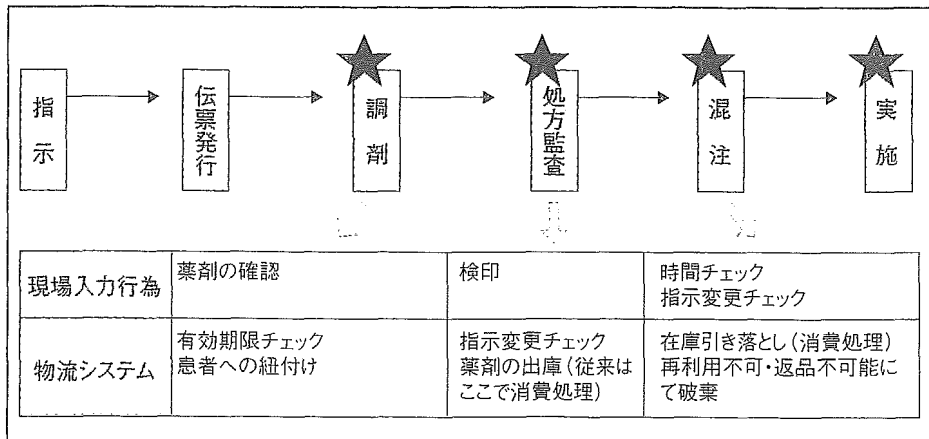 指示
伝票発行
調剤
処方監査
混注
実施
現場入力行為
薬剤の確認
検印
時間チェック
指示変更チェック
物流システム
有効期限チェック
患者への紐付け
指示変更チェック
薬剤の出庫(従来は
ここで消費処理)
在庫引き落とし(消費処理)
再利用不可・返品不可能に
て破棄